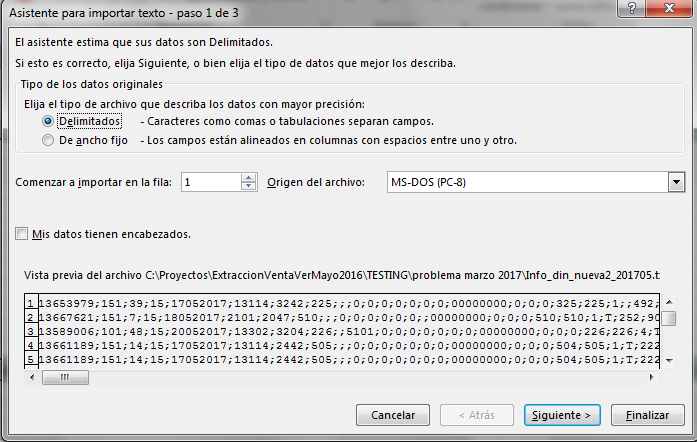 Asistente para importar texto - paso 1 de 3
El asistente estima que sus datos son Delimitados.
Si esto es correcto, elija Siguiente, o bien elija el tipo de datos que mejor los describa.
Tipo de los datos originales
Elija el tipo de archivo que describa los datos con mayor precisión:
Delimitados - Caracteres como comas o tabulaciones separan campos.
De ancho fijo - Los campos están alineados en columnas con espacios entre uno y otro.
Comenzar a importar en la fila: 1 Origen del archivo: MS-DOS (PC-8)
Mis datos tienen encabezados.
Vista previa del archivo C:\Proyectos\ExtraccionVentaVerMayo2016\TESTING\problema marzo 2017\Info_din_nueva2_201705.t
1 13653979;151;39;15;17052017;13114;3242;225;;;0;0;0;0;0;0;0;00000000;0;0;0;325;225;1;;492;
2 13667621;151;7;15;18052017;2101;2047;510;;;0;0;0;0;0;0;;00000000;0;0;0;510;510;1;T;252;90
3 13589006;101;48;15;20052017;13302;3204;226;;5101;0;0;0;0;0;0;00000000;0;0;0;226;226;4;T
4 13661189;151;14;15;17052017;13114;2442;505;;;0;0;0;0;0;0;0;00000000;0;0;0;504;505;1;T;222
5 13661189;151;14;15;17052017;13114;2442;505;;;0;0;0;0;0;0;0;00000000;0;0;0;504;505;1;T;222
Cancelar < Atrás Siguiente > Finalizar